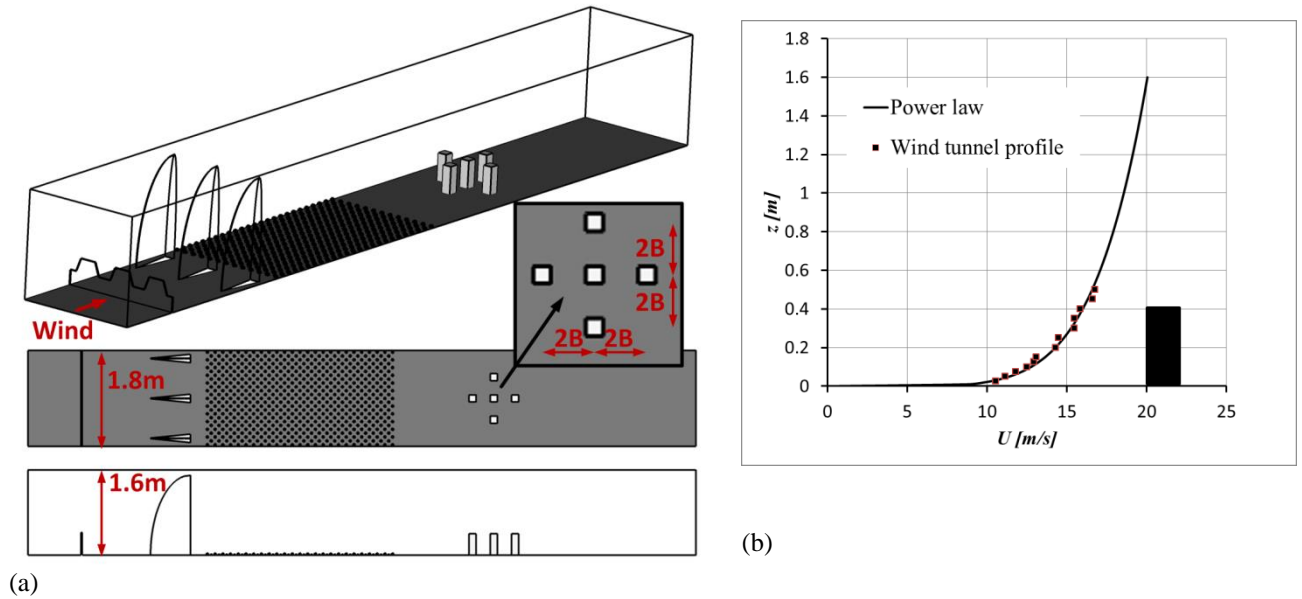 Wind
2B
2B
2B 2B
1.8m
1.6m
(a)
1.8
1.6
1.4
1.2
1
0.8
0.6
0.4
0.2
0
z [m]
Power law
Wind tunnel profile
0 5 10 15 20 25
U [m/s]
(b)